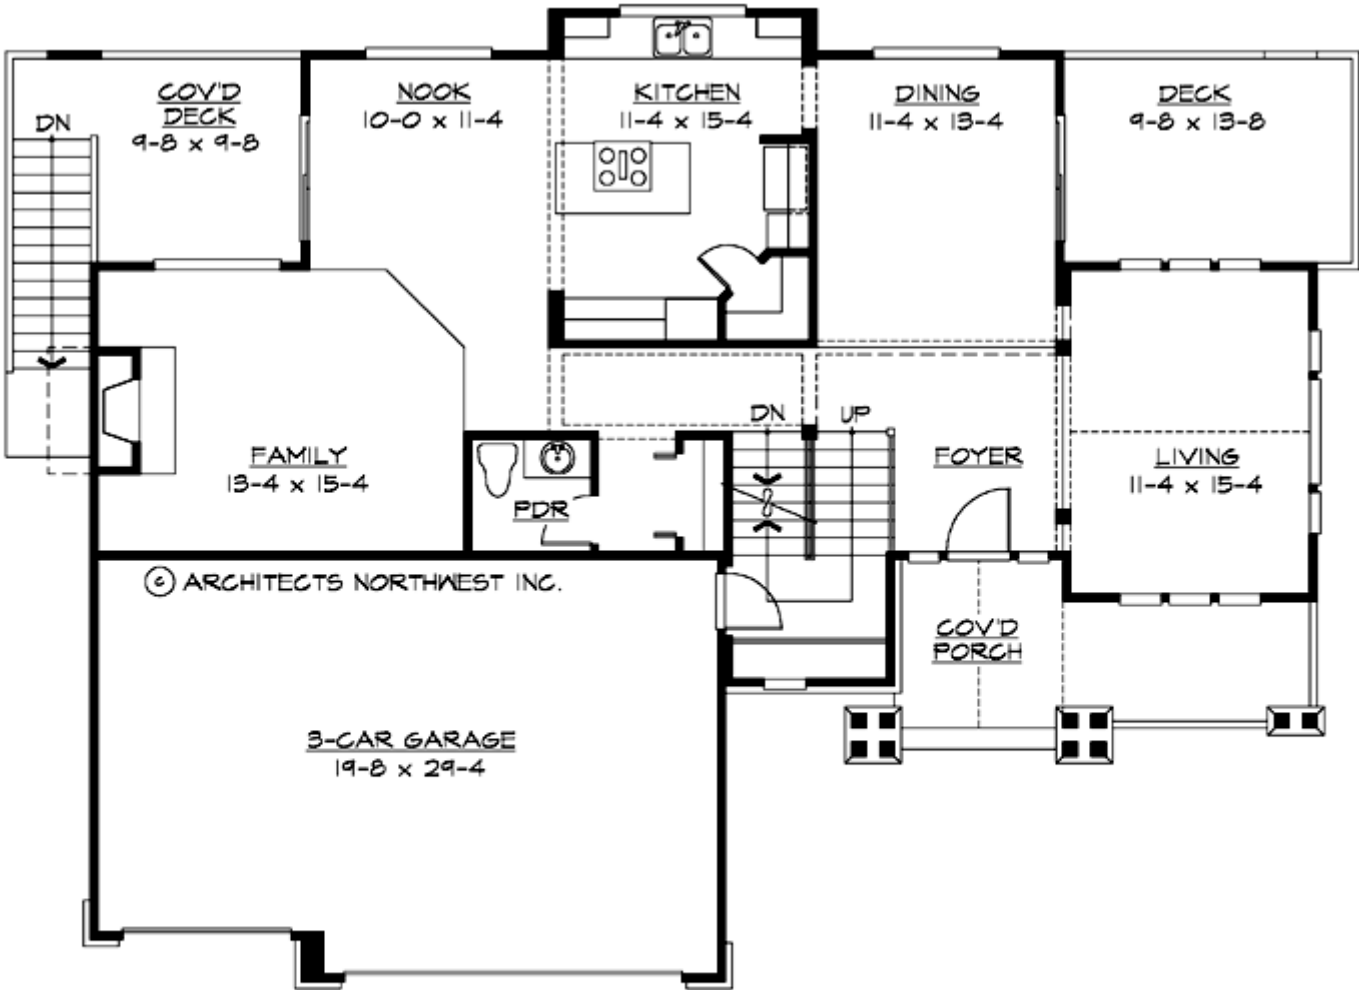 COV'D
DECK
9-8 x 9-8
NOOK
10-0 x 11-4
KITCHEN
11-4 x 15-4
DINING
11-4 x 13-4
DECK
9-8 x 13-8
DN
FAMILY
13-4 x 15-4
PDR
DN
UP
FOYER
LIVING
11-4 x 15-4
© ARCHITECTS NORTHWEST INC.
COV'D
PORCH
3-CAR GARAGE
19-8 x 29-4